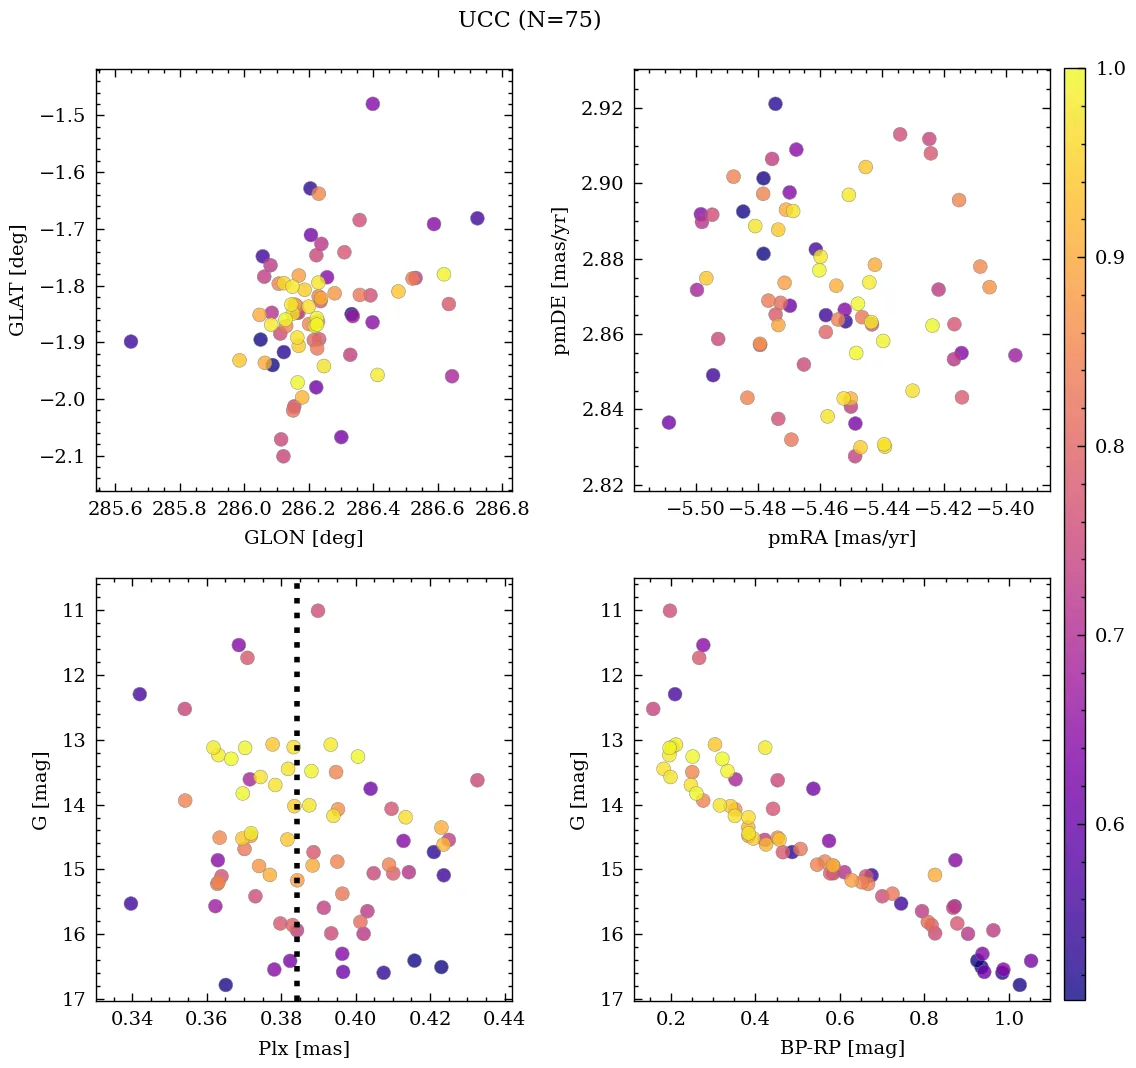 UCC (N=75)
−1.5
−1.6
−1.7
−1.8
−1.9
−2.0
−2.1
GLAT [deg]
285.6 285.8 286.0 286.2 286.4 286.6 286.8
GLON [deg]
2.92
2.90
2.88
2.86
2.84
2.82
pmDE [mas/yr]
−5.50 −5.48 −5.46 −5.44 −5.42 −5.40
pmRA [mas/yr]
11
12
13
14
15
16
17
G [mag]
0.34 0.36 0.38 0.40 0.42 0.44
Plx [mas]
11
12
13
14
15
16
17
G [mag]
0.2 0.4 0.6 0.8 1.0
BP-RP [mag]
1.0
0.9
0.8
0.7
0.6